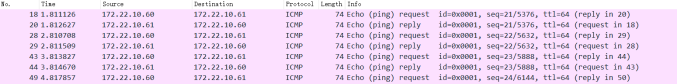 No. Time Source Destination Protocol Length Info
18 1.811126 172.22.10.60 172.22.10.61 ICMP 74 Echo (ping) request id=0x0001, seq=21/5376, ttl=64 (reply in 20)
20 1.812627 172.22.10.61 172.22.10.60 ICMP 74 Echo (ping) reply id=0x0001, seq=21/5376, ttl=64 (request in 18)
28 2.810708 172.22.10.60 172.22.10.61 ICMP 74 Echo (ping) request id=0x0001, seq=22/5632, ttl=64 (reply in 29)
29 2.811509 172.22.10.61 172.22.10.60 ICMP 74 Echo (ping) reply id=0x0001, seq=22/5632, ttl=64 (request in 28)
43 3.813827 172.22.10.60 172.22.10.61 ICMP 74 Echo (ping) request id=0x0001, seq=23/5888, ttl=64 (reply in 44)
44 3.814670 172.22.10.61 172.22.10.60 ICMP 74 Echo (ping) reply id=0x0001, seq=23/5888, ttl=64 (request in 43)
49 4.817857 172.22.10.60 172.22.10.61 ICMP 74 Echo (ping) request id=0x0001, seq=24/6144, ttl=64 (reply in 50)